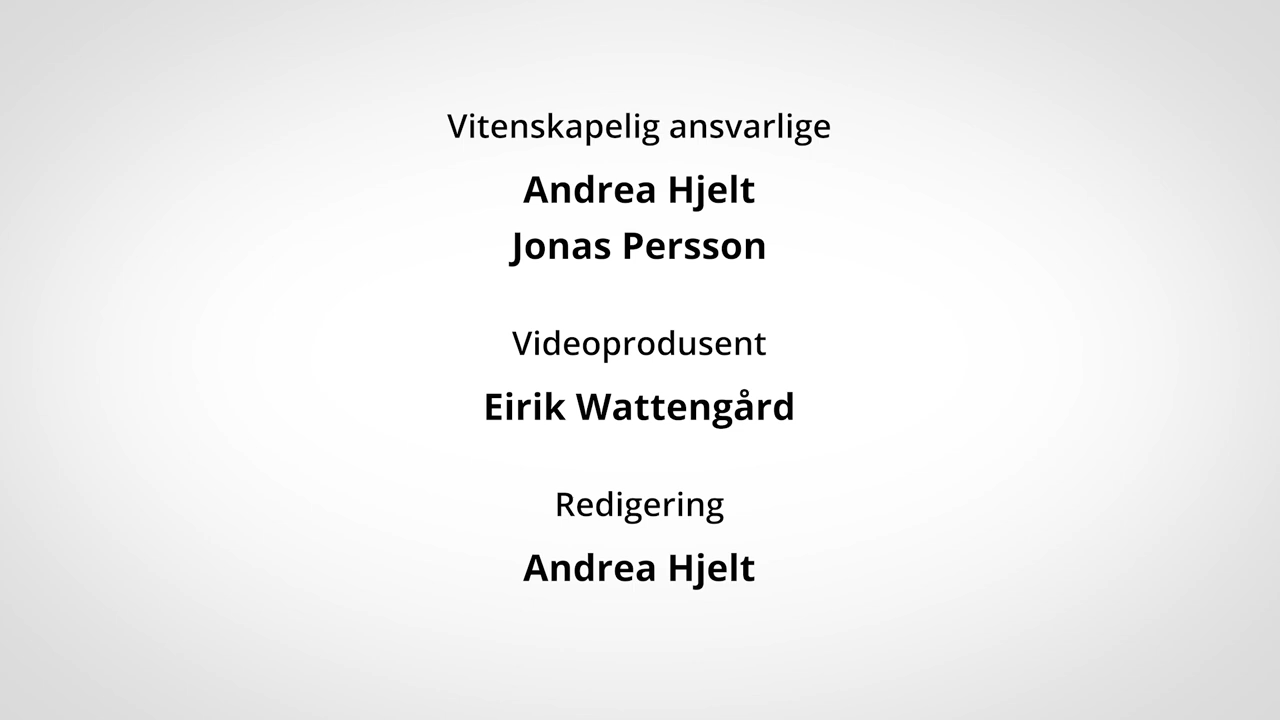 Vitenskapelig ansvarlige
Andrea Hjelt
Jonas Persson
Videoprodusent
Eirik Wattengård
Redigering
Andrea Hjelt